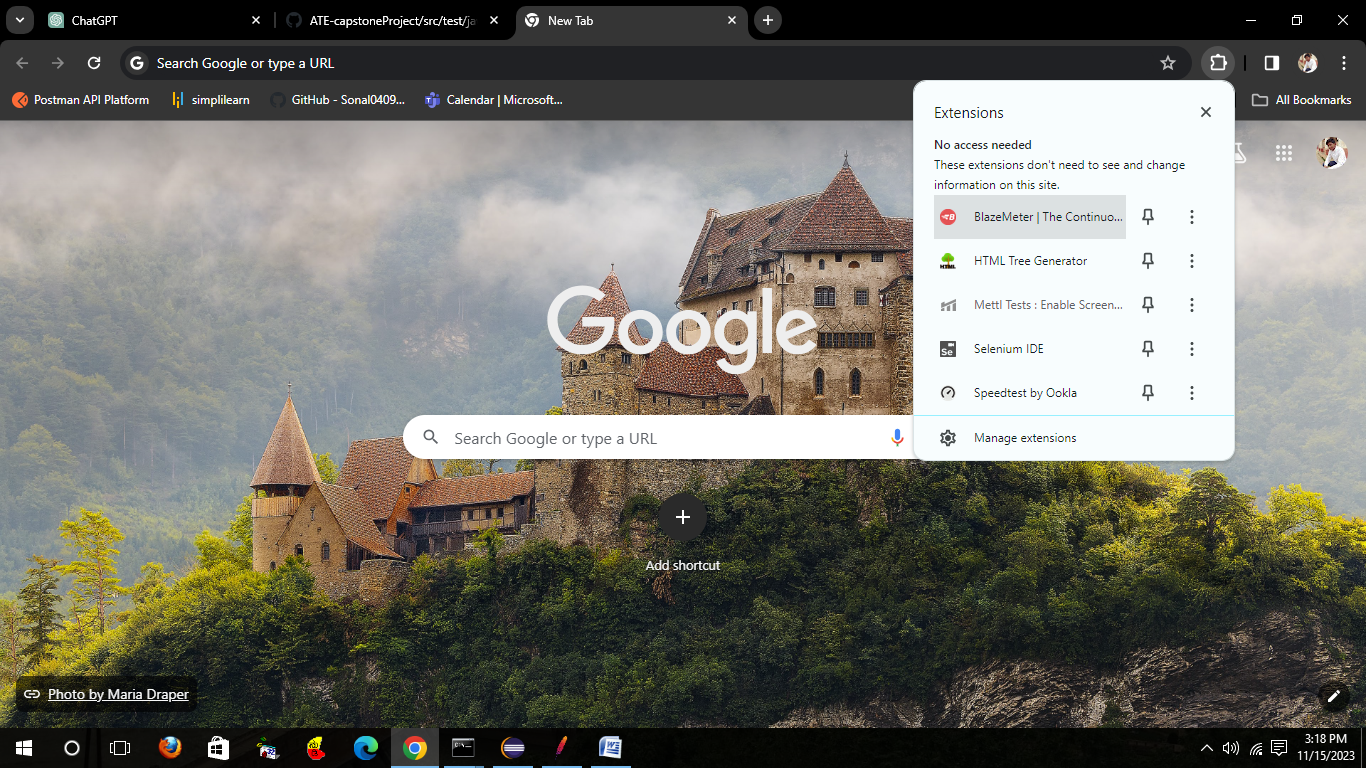 ChatGPT
ATE-capstoneProject/src/test/ja
New Tab
Search Google or type a URL
Postman API Platform
simplilearn
GitHub - Sonal0409...
Calendar | Microsoft...
All Bookmarks
Extensions
No access needed
These extensions don't need to see and change
information on this site.
BlazeMeter | The Continuo...
HTML Tree Generator
HTML
Mettl Tests : Enable Screen...
Se
Selenium IDE
Speedtest by Ookla
Manage extensions
Google
Search Google or type a URL
Add shortcut
Photo by Maria Draper
3:18 PM
11/15/2023